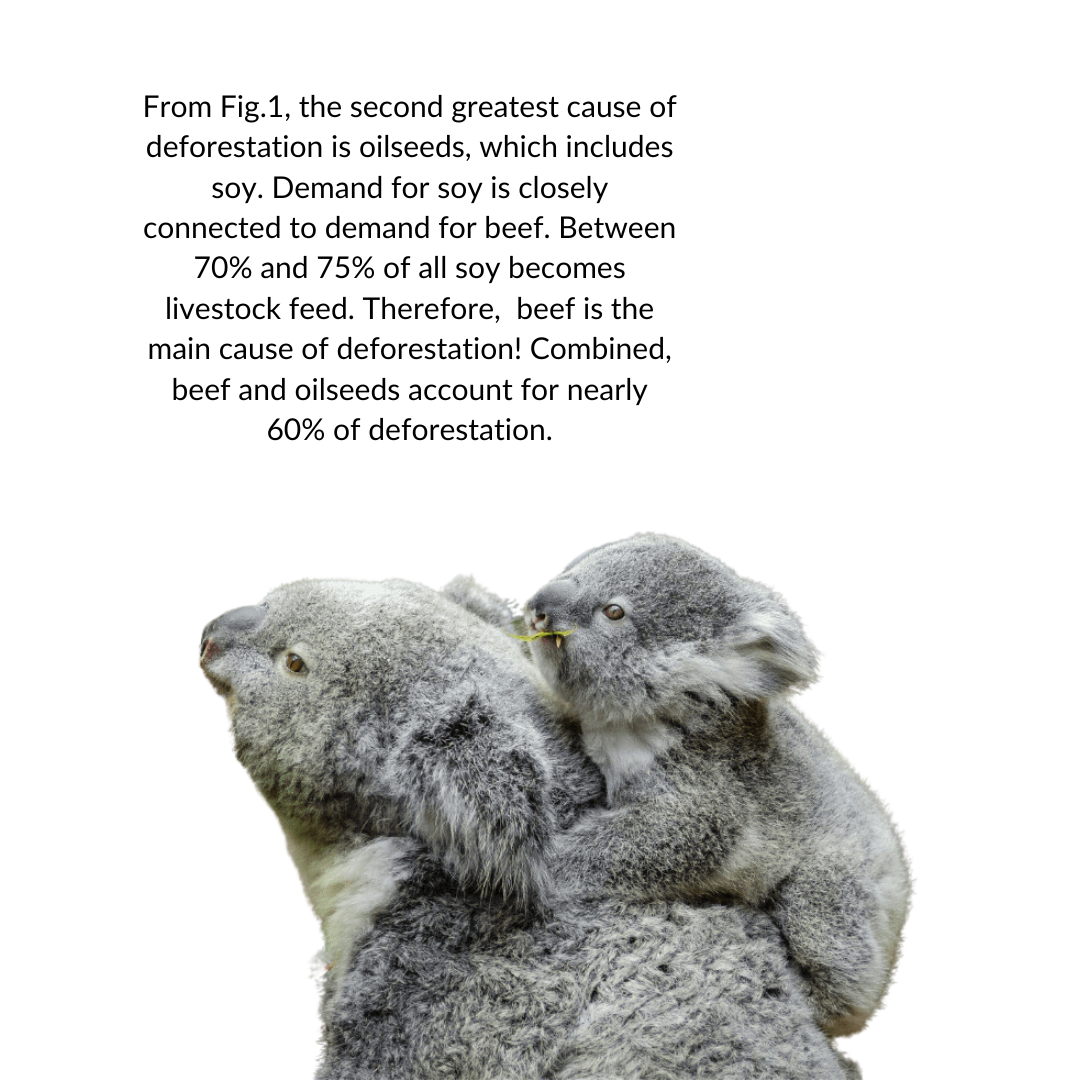 From Fig.1, the second greatest cause of
deforestation is oilseeds, which includes
soy. Demand for soy is closely
connected to demand for beef. Between
70% and 75% of all soy becomes
livestock feed. Therefore,  beef is the
main cause of deforestation! Combined,
beef and oilseeds account for nearly
60% of deforestation.